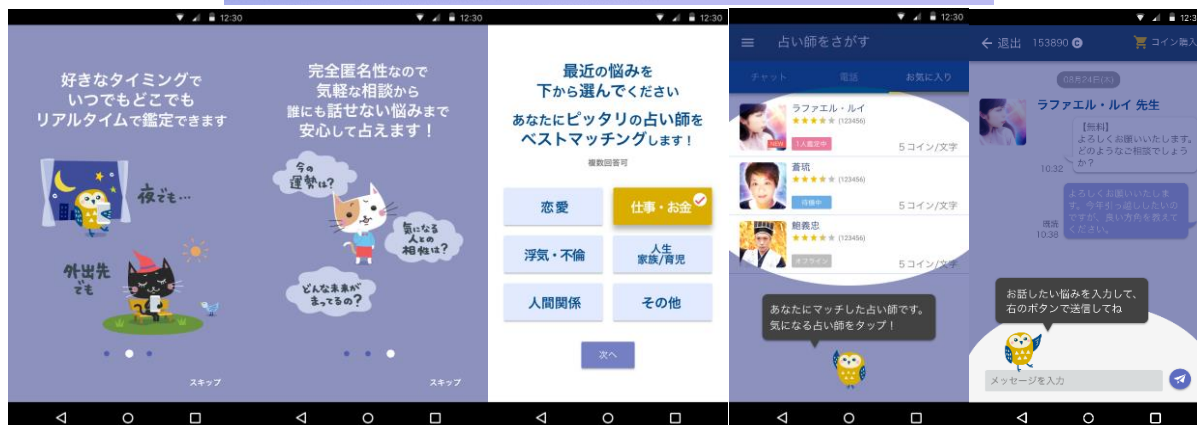 12:30
好きなタイミングで
いつでもどこでも
リアルタイムで鑑定できます
夜でも…
外出先
でも
スキップ
12:30
完全匿名性なので
気軽な相談から
誰にも話せない悩みまで
安心して占えます！
今の
運勢は?
気になる
人との
相性は?
どんな未来が
まってるの?
スキップ
12:30
最近の悩みを
下から選んでください
あなたにピッタリの占い師を
ベストマッチングします！
複数回答可
恋愛
仕事・お金
浮気・不倫
人生
家族/育児
人間関係
その他
次へ
12:30
占い師をさがす
チャット
電話
お気に入り
ラファエル・ルイ
(123456)
NEW
1人鑑定中
5コイン/文字
蒼琉
(123456)
待機中
5コイン/文字
鮑義忠
(123456)
オフライン
5コイン/文字
あなたにマッチした占い師です。
気になる占い師をタップ！
12:3
退出 153890 C
コイン購入
08月24日(水)
ラファエル・ルイ 先生
【無料】
よろしくお願いいたします。
どのようなご相談でしょう
か？
10:32
よろしくお願いいたしま
す。今年引っ越ししたいの
ですが、良い方角を教えて
ください。
既読
10:38
お話したい悩みを入力して、
右のボタンで送信してね
メッセージを入力